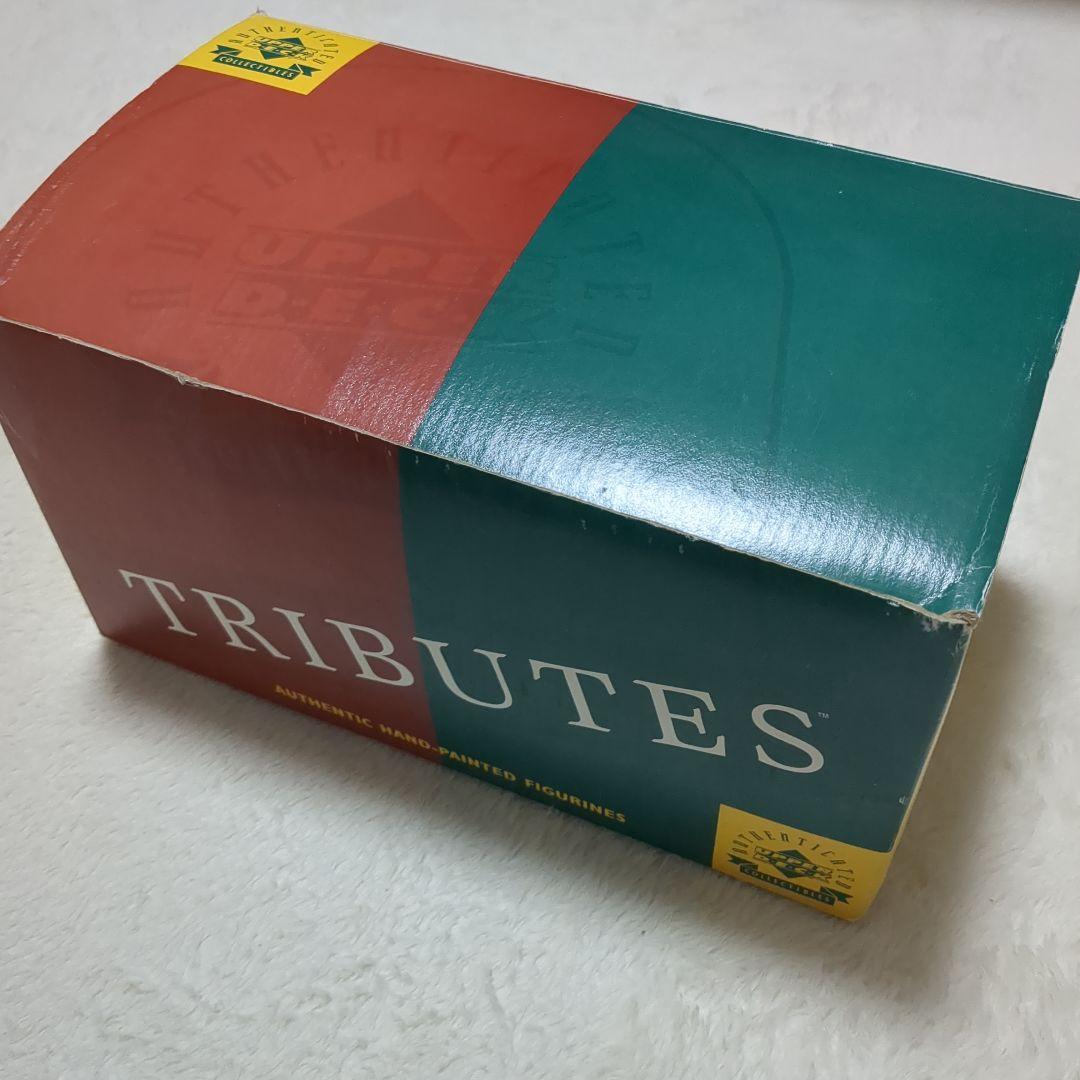 AUTHENTICATED
UPPER
DECK
COLLECTIBLES
AUTHENTICATED
UPPER
DECK
TRIBUTES™
AUTHENTIC HAND-PAINTED FIGURINES
AUTHENTICATED
UPPER
DECK
COLLECTIBLES